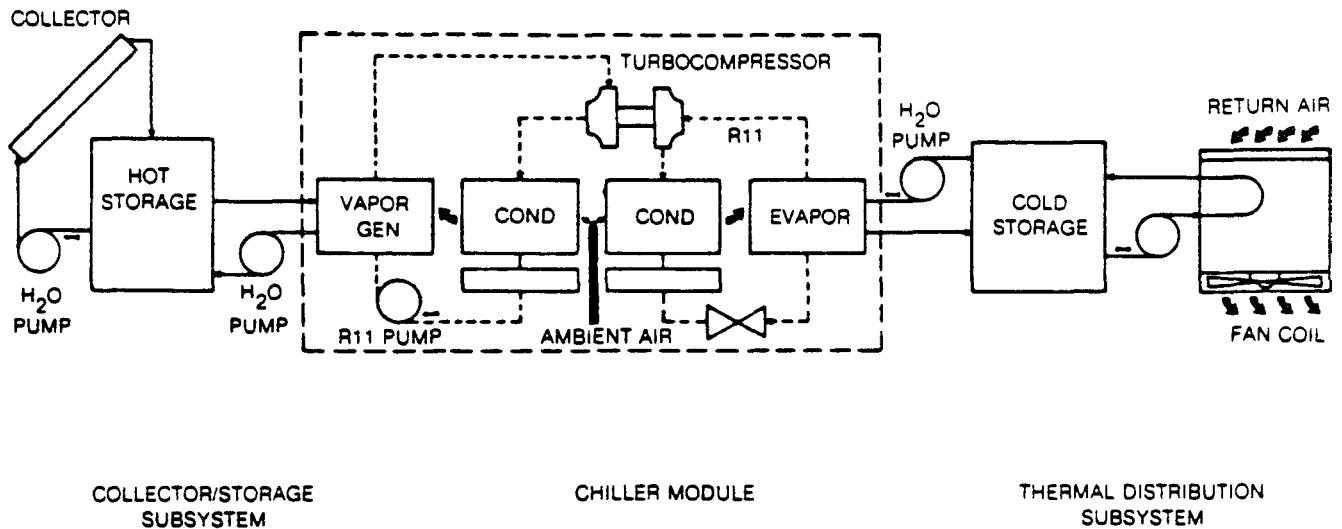 COLLECTOR
TURBOCOMPRESSOR
H2O
PUMP
RETURN AIR
R11
HOT
STORAGE
VAPOR
GEN
COND
COND
EVAPOR
COLD
STORAGE
H2O
PUMP
H2O
PUMP
R11 PUMP
AMBIENT AIR
FAN COIL
COLLECTOR/STORAGE
SUBSYSTEM
CHILLER MODULE
THERMAL DISTRIBUTION
SUBSYSTEM